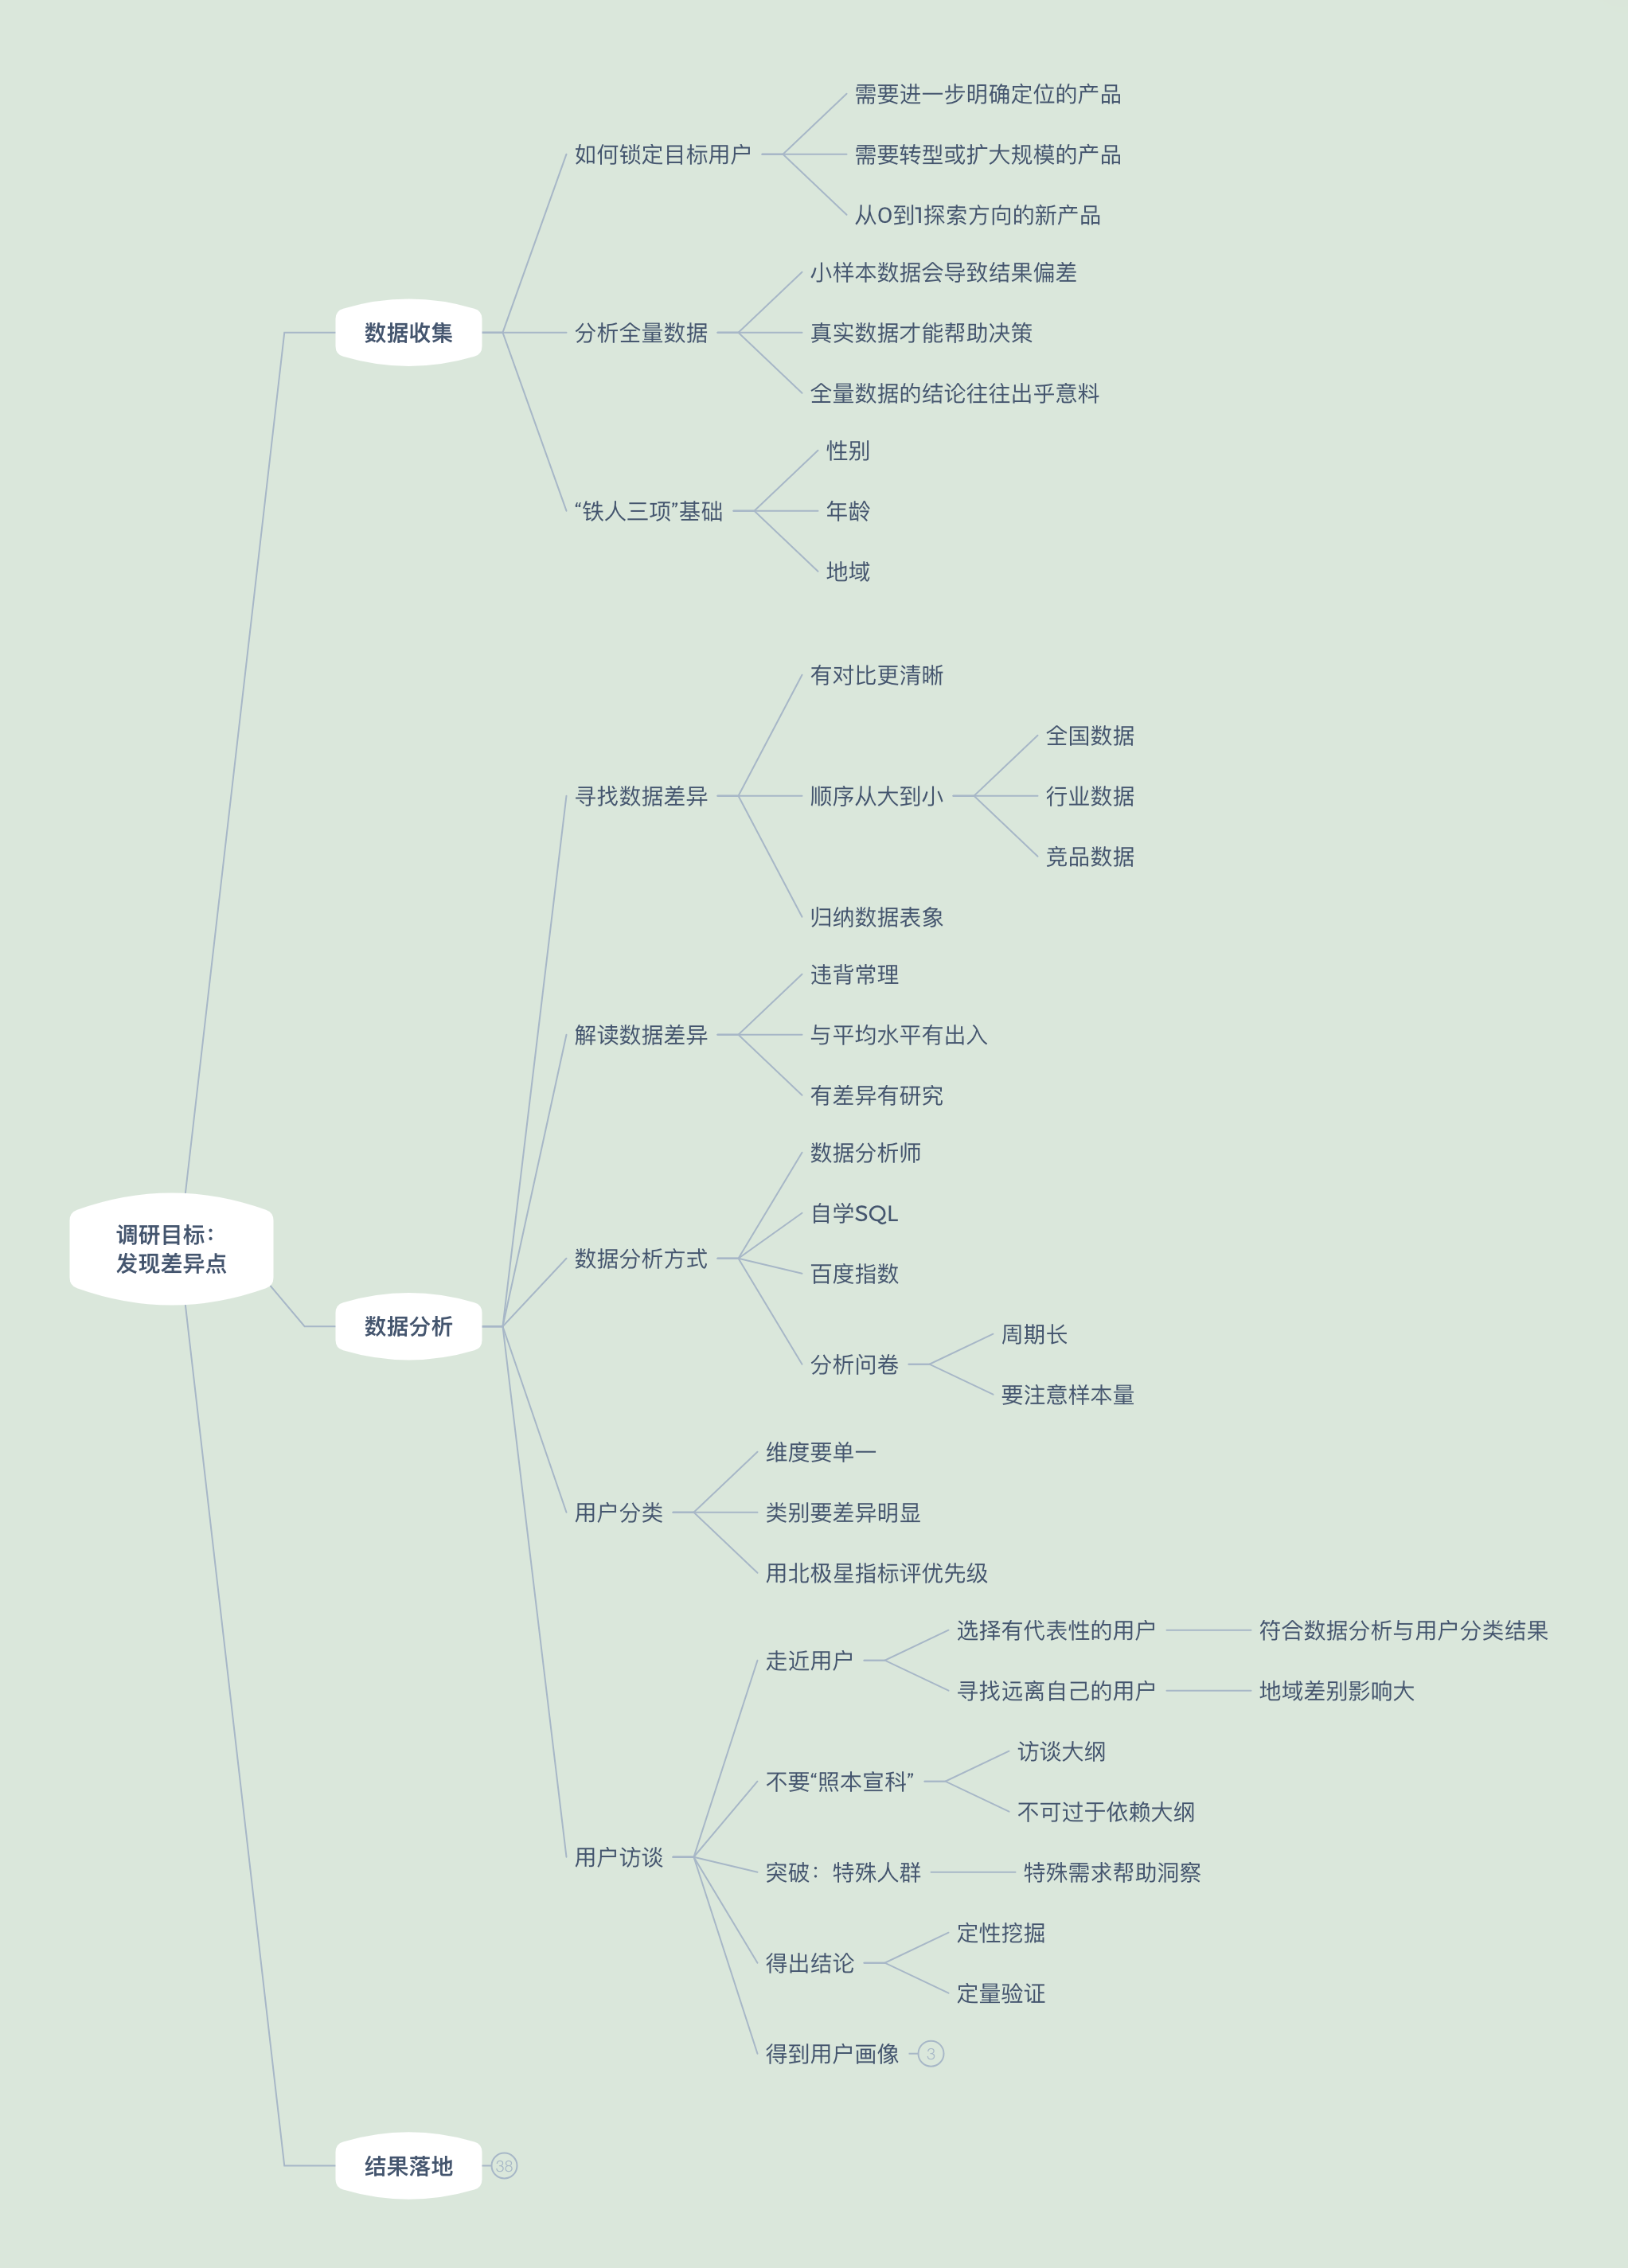 调研目标：
发现差异点
数据收集
如何锁定目标用户
需要进一步明确定位的产品
需要转型或扩大规模的产品
从0到1探索方向的新产品
分析全量数据
小样本数据会导致结果偏差
真实数据才能帮助决策
全量数据的结论往往出乎意料
“铁人三项”基础
性别
年龄
地域
数据分析
寻找数据差异
有对比更清晰
顺序从大到小
全国数据
行业数据
竞品数据
归纳数据表象
解读数据差异
违背常理
与平均水平有出入
有差异有研究
数据分析方式
数据分析师
自学SQL
百度指数
分析问卷
周期长
要注意样本量
用户分类
维度要单一
类别要差异明显
用北极星指标评优先级
用户访谈
走近用户
选择有代表性的用户
符合数据分析与用户分类结果
寻找远离自己的用户
地域差别影响大
不要“照本宣科”
访谈大纲
不可过于依赖大纲
突破：特殊人群
特殊需求帮助洞察
得出结论
定性挖掘
定量验证
得到用户画像
3
结果落地
38